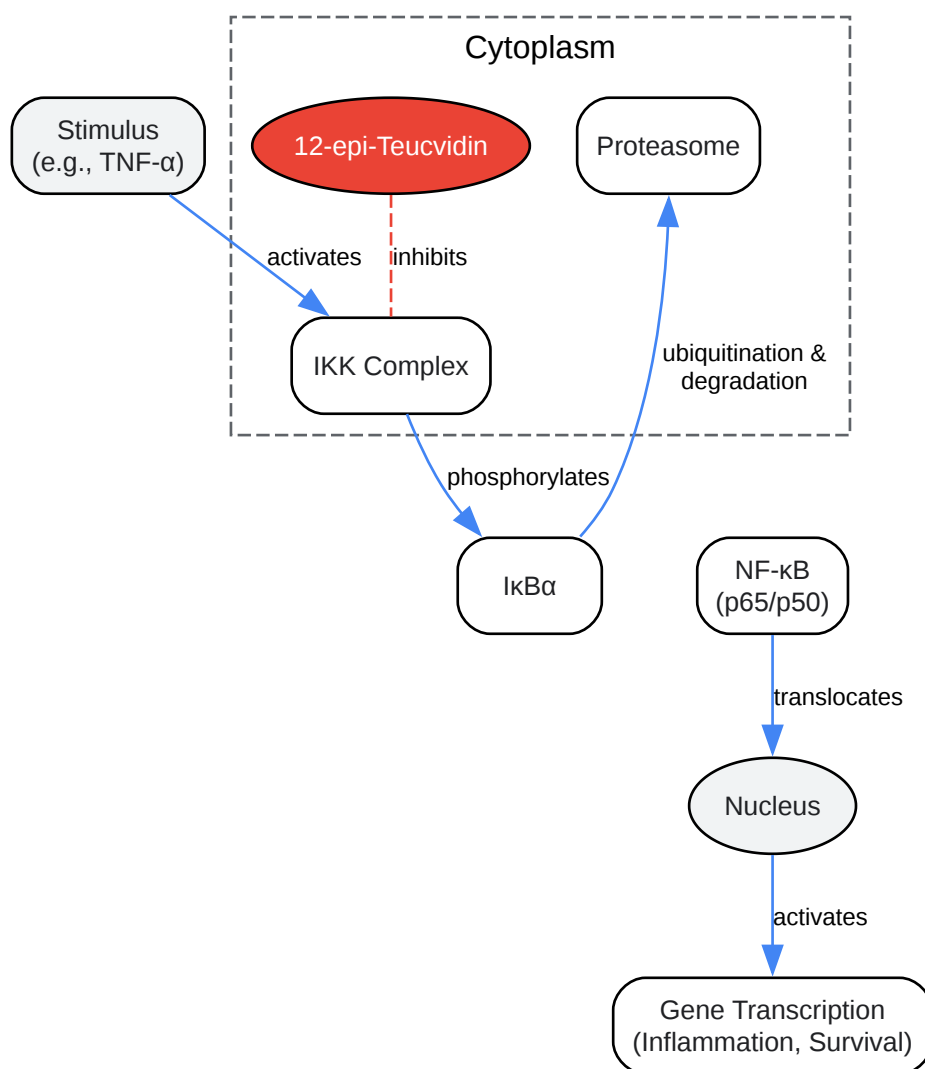 Cytoplasm
Stimulus
(e.g., TNF-α)
12-epi-Teucvidin
Proteasome
activates
inhibits
IKK Complex
ubiquitination &
degradation
phosphorylates
IκBα
NF-κB
(p65/p50)
translocates
Nucleus
activates
Gene Transcription
(Inflammation, Survival)